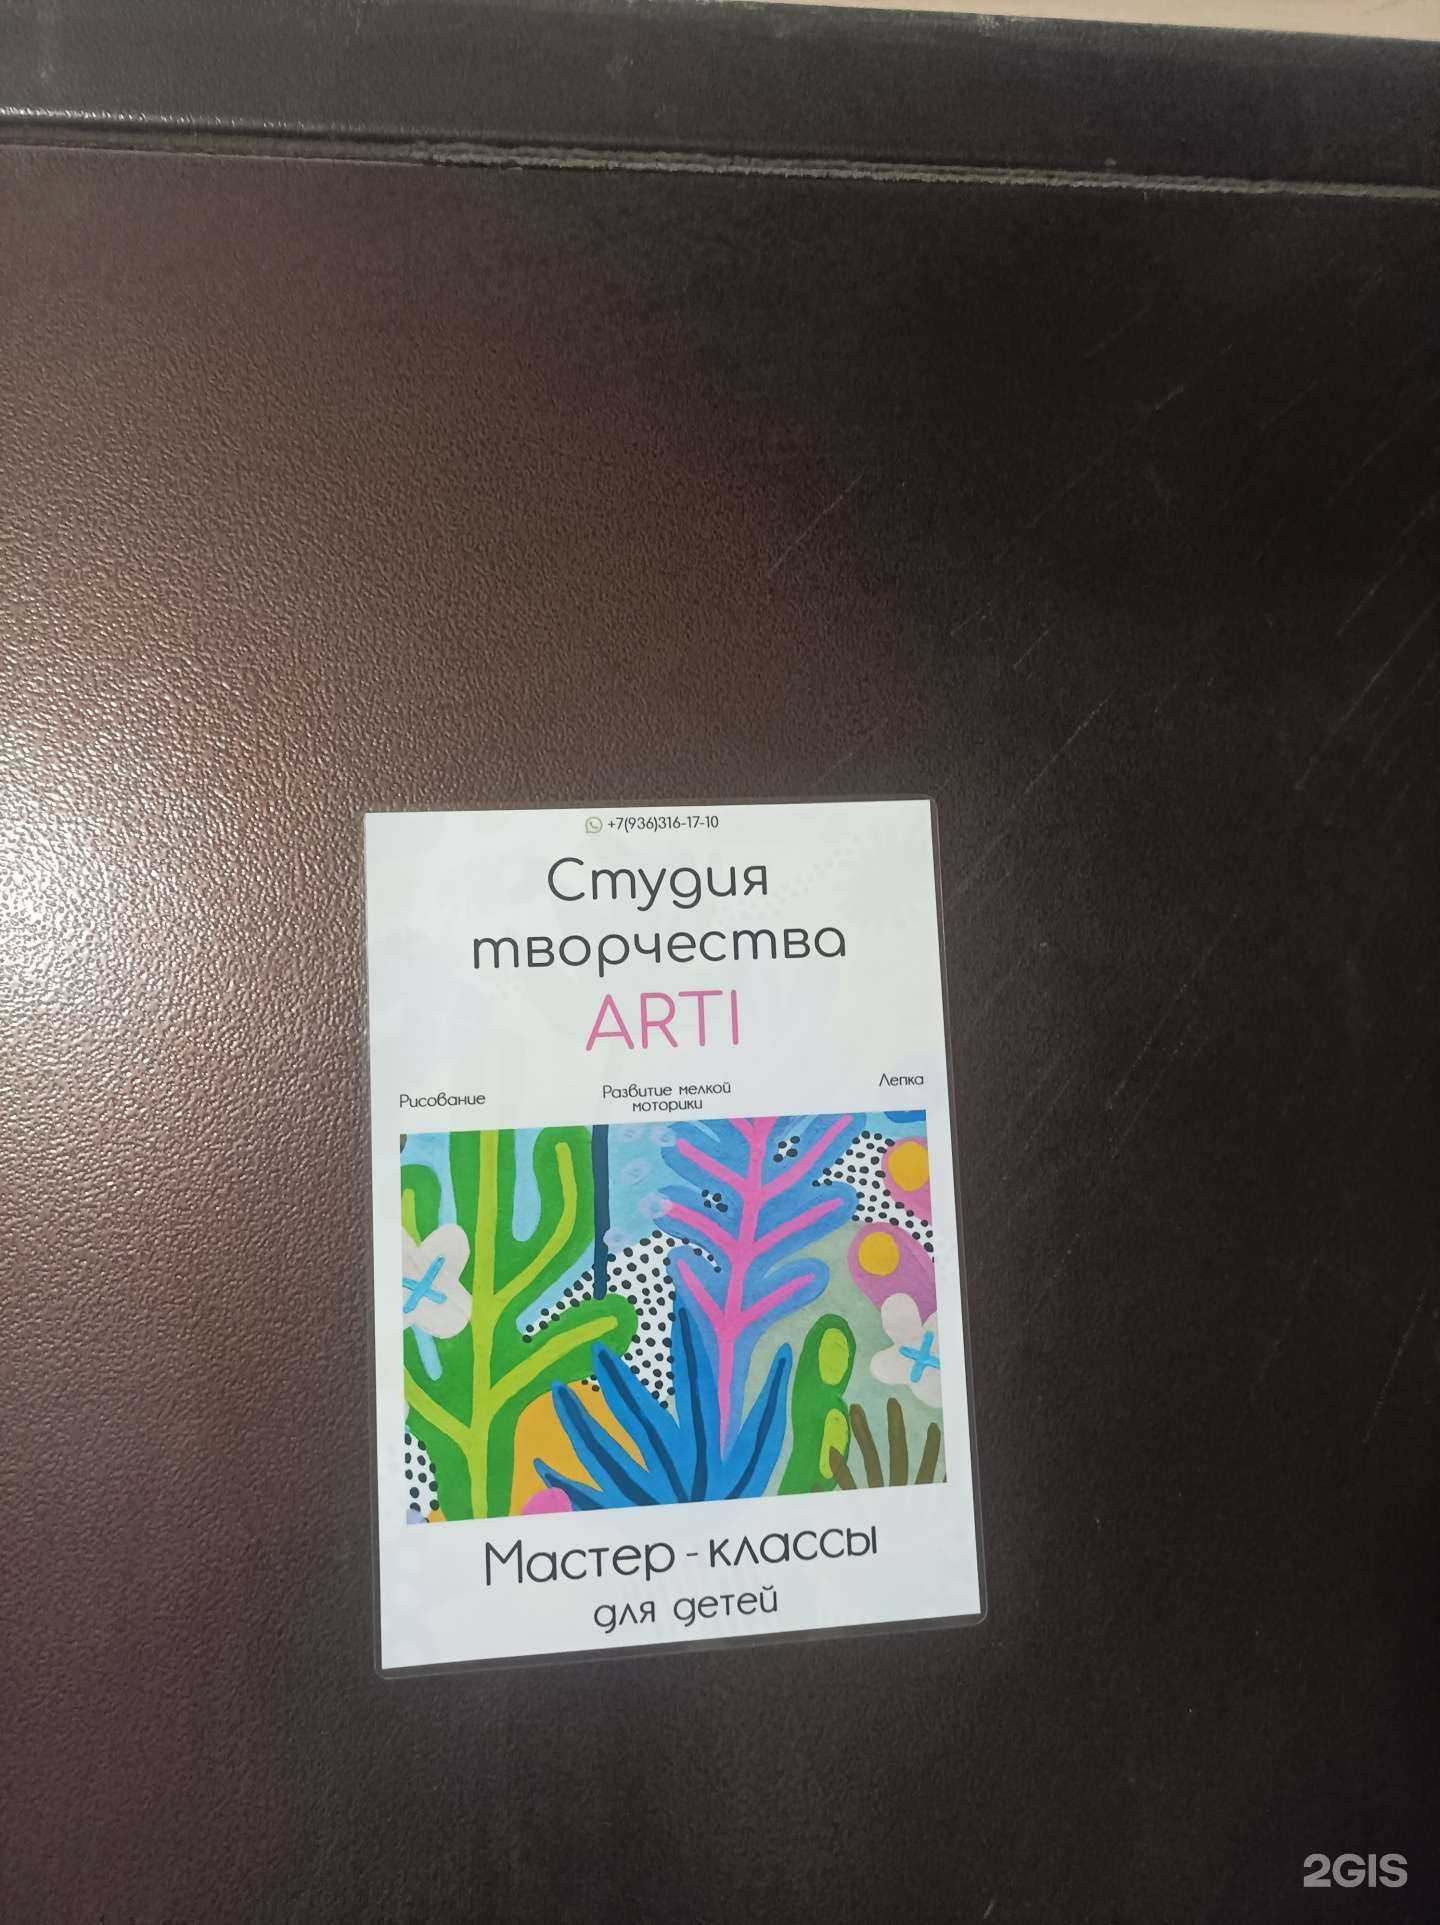 +7(936)316-17-10
Студия
творчества
ARTI
Рисование
Развитие мелкой
моторики
Лепка
Мастер - классы
для детей
2GIS